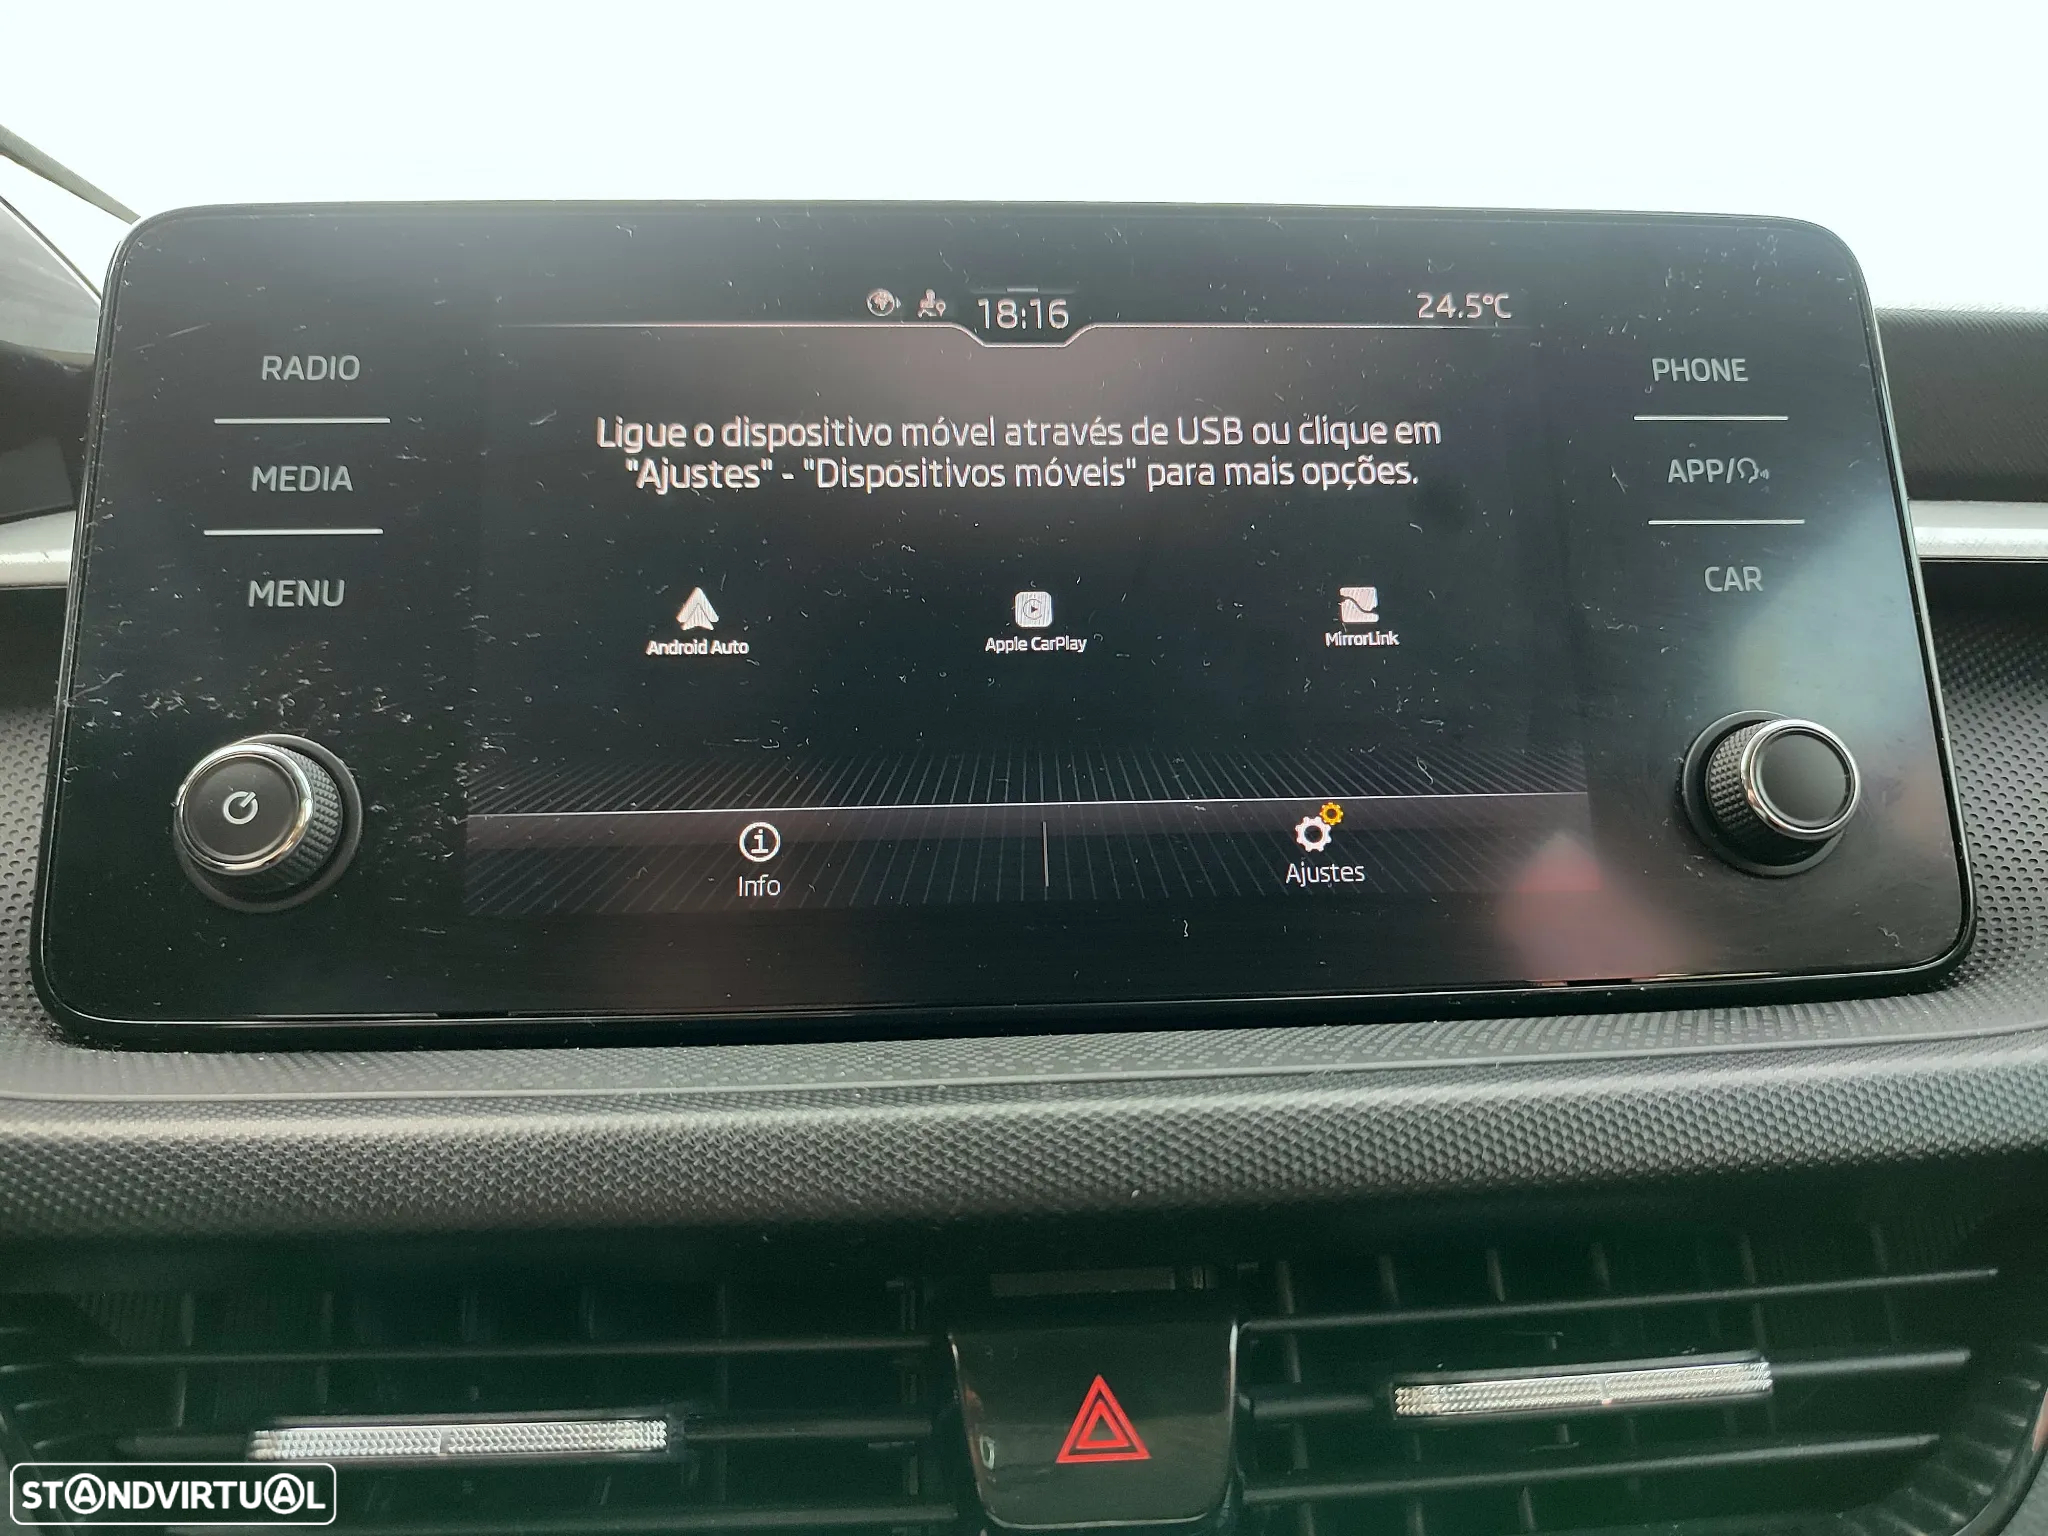 18:16
24.5°C
RADIO
MEDIA
MENU
Ligue o dispositivo móvel através de USB ou clique em
"Ajustes" - "Dispositivos móveis" para mais opções.
Android Auto
Apple CarPlay
MirrorLink
Info
Ajustes
PHONE
APP/
CAR
STANDVIRTUAL